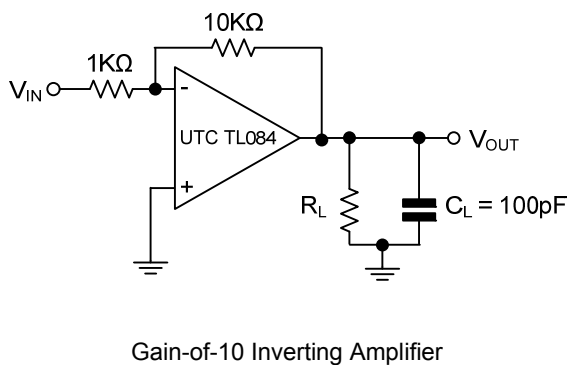 10KΩ
1KΩ
VIN
-
UTC TL084
+
VOUT
RL
CL = 100pF
Gain-of-10 Inverting Amplifier